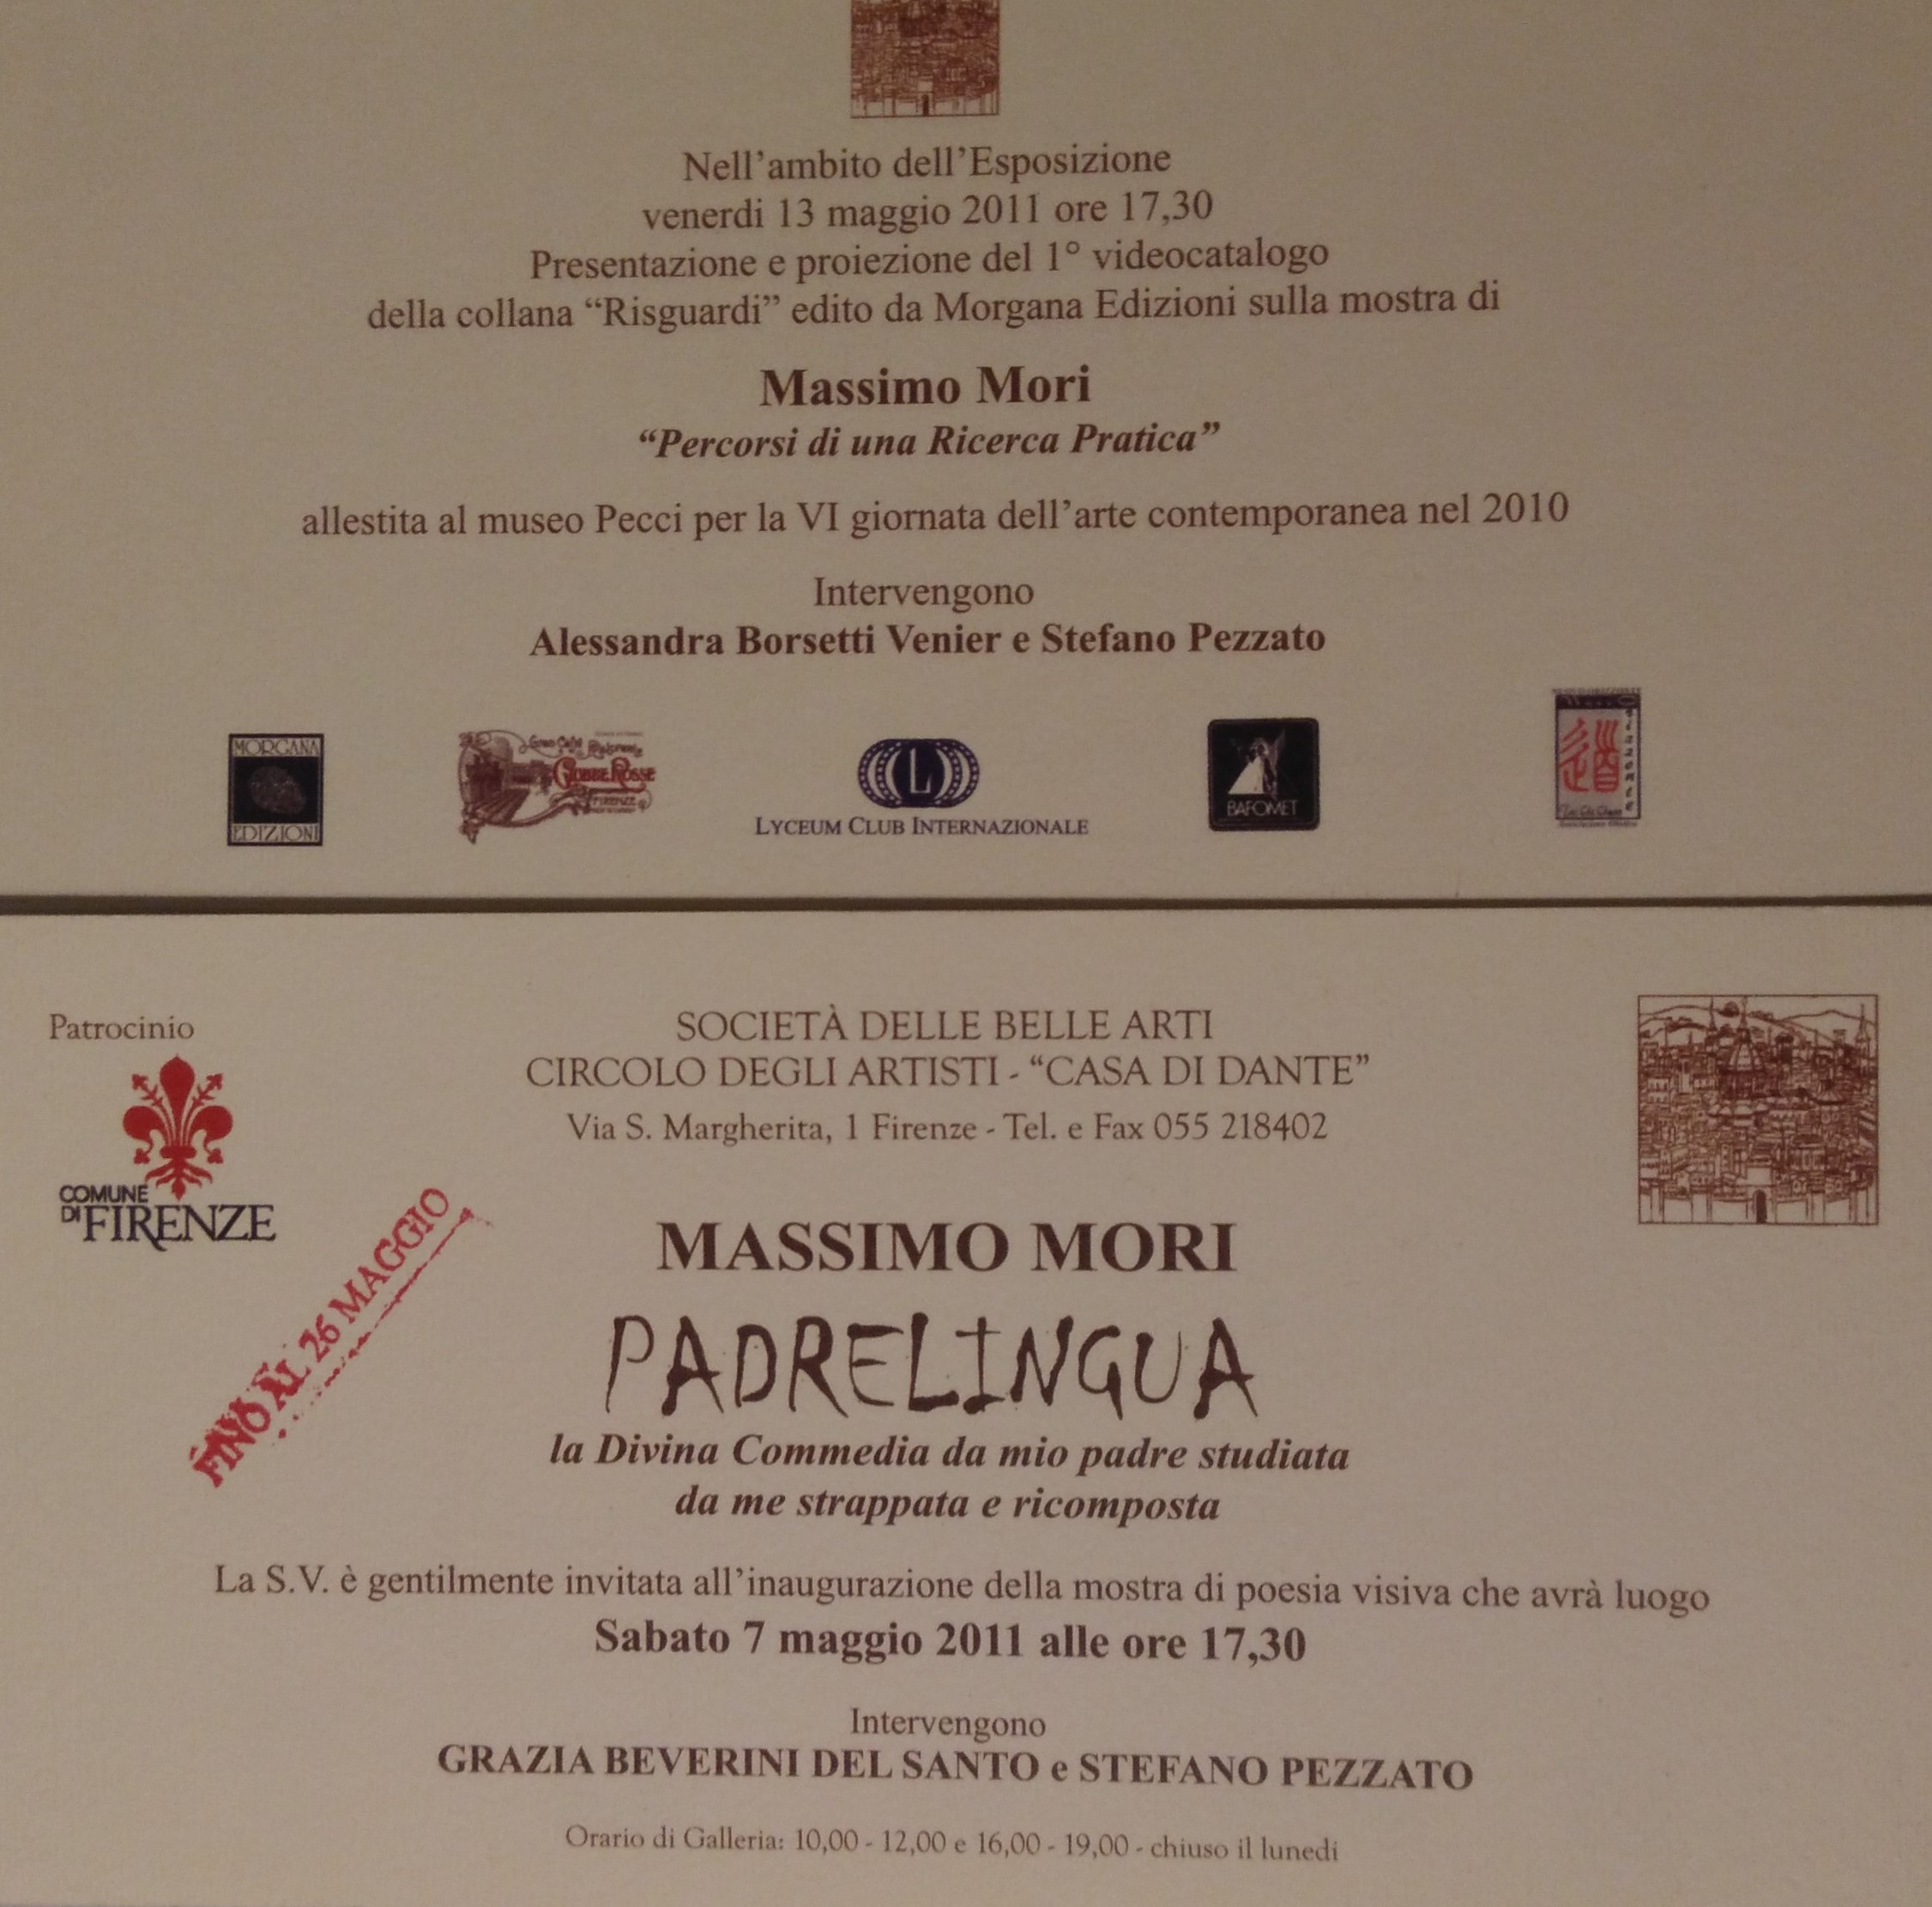 Nell’ambito dell’Esposizione
venerdi 13 maggio 2011 ore 17,30
Presentazione e proiezione del 1° videocatalogo
della collana “Risguardi” edito da Morgana Edizioni sulla mostra di
Massimo Mori
“Percorsi di una Ricerca Pratica”
allestita al museo Pecci per la VI giornata dell’arte contemporanea nel 2010
Intervengono
Alessandra Borsetti Venier e Stefano Pezzato
MORGANA
EDIZIONI
Gran Caffè Ristorante
GIUBBE ROSSE
FIRENZE
L
LYCEUM CLUB INTERNAZIONALE
BAFOMET
Tai Chi Chuan
Patrocinio
COMUNE
DI FIRENZE
FINO AL 26 MAGGIO
SOCIETÀ DELLE BELLE ARTI
CIRCOLO DEGLI ARTISTI - “CASA DI DANTE”
Via S. Margherita, 1 Firenze - Tel. e Fax 055 218402
MASSIMO MORI
PADRELINGUA
la Divina Commedia da mio padre studiata
da me strappata e ricomposta
La S.V. è gentilmente invitata all’inaugurazione della mostra di poesia visiva che avrà luogo
Sabato 7 maggio 2011 alle ore 17,30
Intervengono
GRAZIA BEVERINI DEL SANTO e STEFANO PEZZATO
Orario di Galleria: 10,00 - 12,00 e 16,00 - 19,00 - chiuso il lunedi